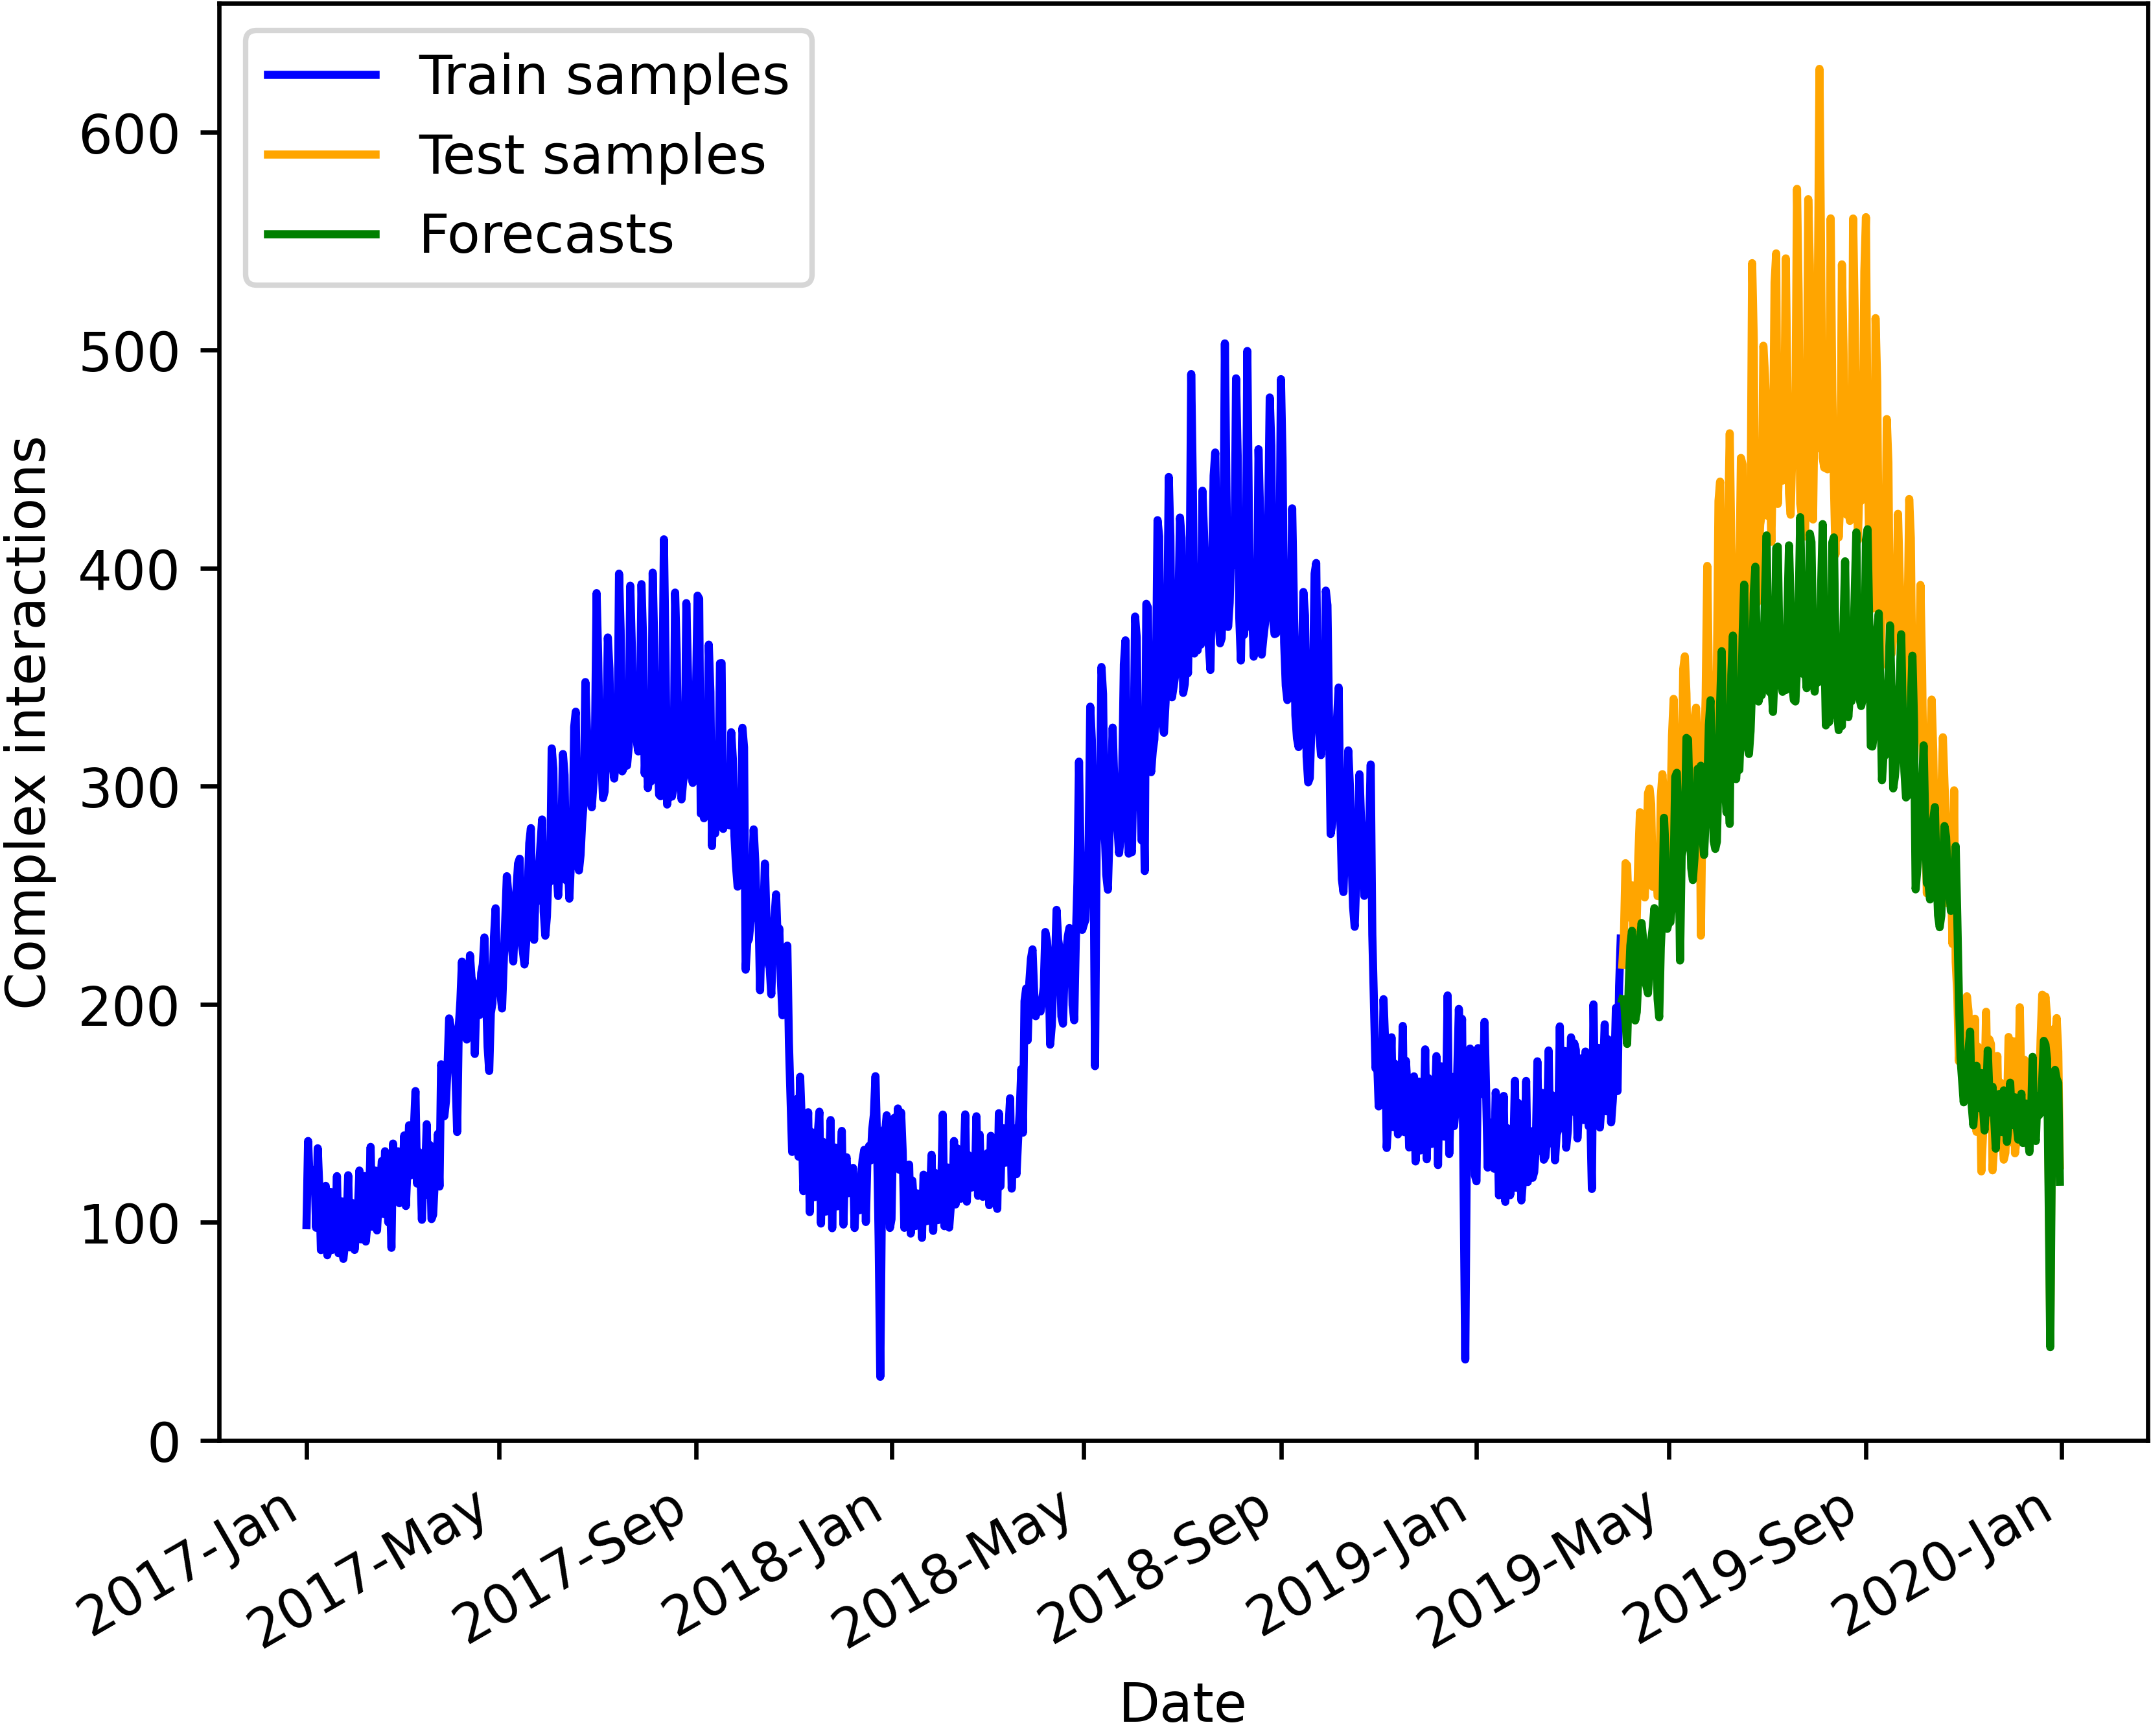 Train samples
Test samples
Forecasts
600
500
400
300
200
100
0
Complex interactions
2017-Jan
2017-May
2017-Sep
2018-Jan
2018-May
2018-Sep
2019-Jan
2019-May
2019-Sep
2020-Jan
Date